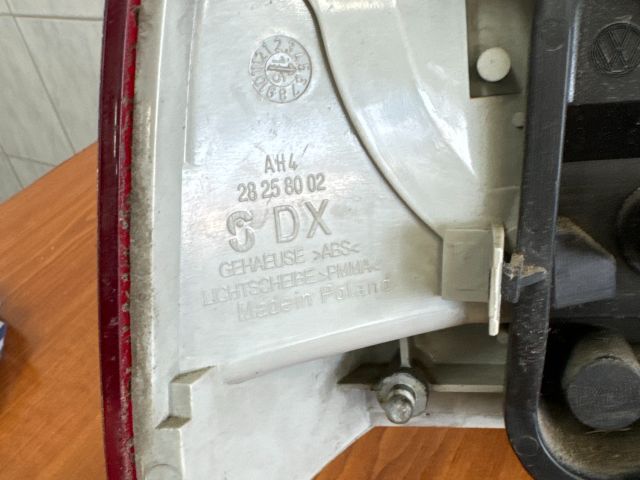 AH4
28 25 80 02
DX
GEHAEUSE >ABS<
LICHTSCHEIBE >PMMA<
Made in Poland